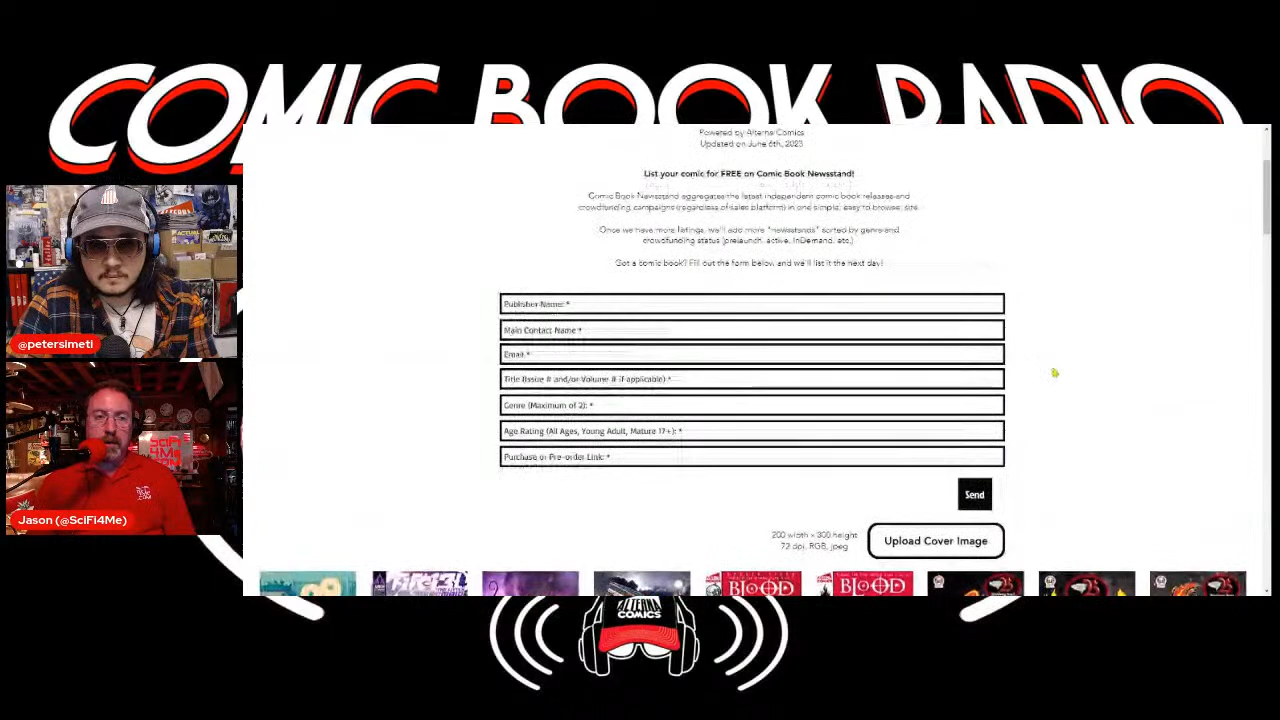 COMIC BOOK RADIO
Powered by Alterna Comics
Updated on June 6th, 2023
List your comic for FREE on Comic Book Newsstand!
Comic Book Newsstand aggregates the latest independent comic book releases and
crowdfunding campaigns (regardless of sales platform) in one simple, easy to browse, site.
Once we have more listings, we'll add more "newsstands" sorted by genre and
crowdfunding status (prelaunch, active, InDemand, etc.)
Got a comic book? Fill out the form below and we'll list it the next day!
Publisher Name: *
Main Contact Name *
Email *
Title (Issue # and/or Volume # if applicable) *
Genre (Maximum of 2): *
Age Rating (All Ages, Young Adult, Mature 17+): *
Purchase or Pre-order Link: *
Send
200 width x 300 height
72 dpi, RGB, jpeg
Upload Cover Image
BLOOD
BLOOD
@petersimeti
SCIFI
4ME
Jason (@SciFi4Me)
ALTERNA
COMICS